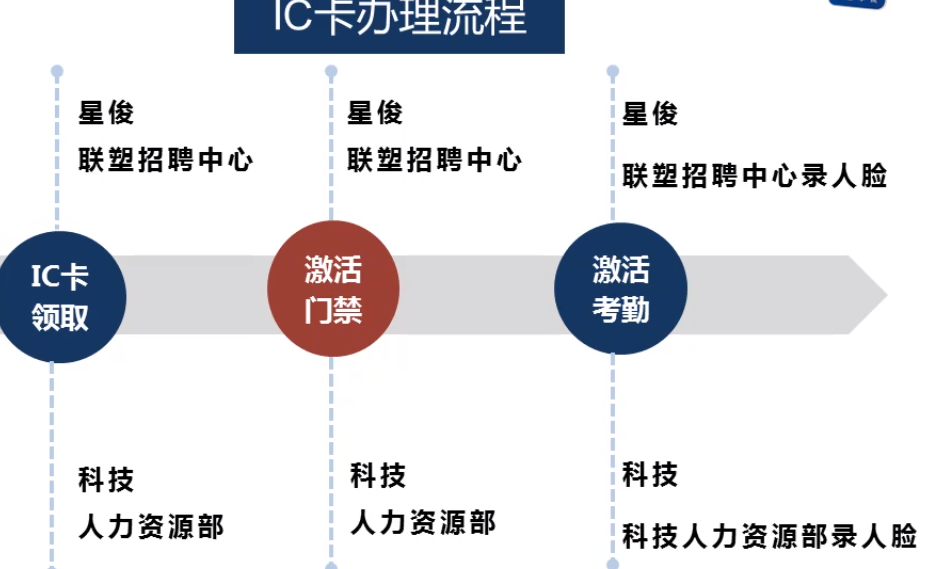 IC卡办理流程
星俊
联塑招聘中心
星俊
联塑招聘中心
星俊
联塑招聘中心录人脸
IC卡
领取
激活
门禁
激活
考勤
科技
人力资源部
科技
人力资源部
科技
科技人力资源部录人脸